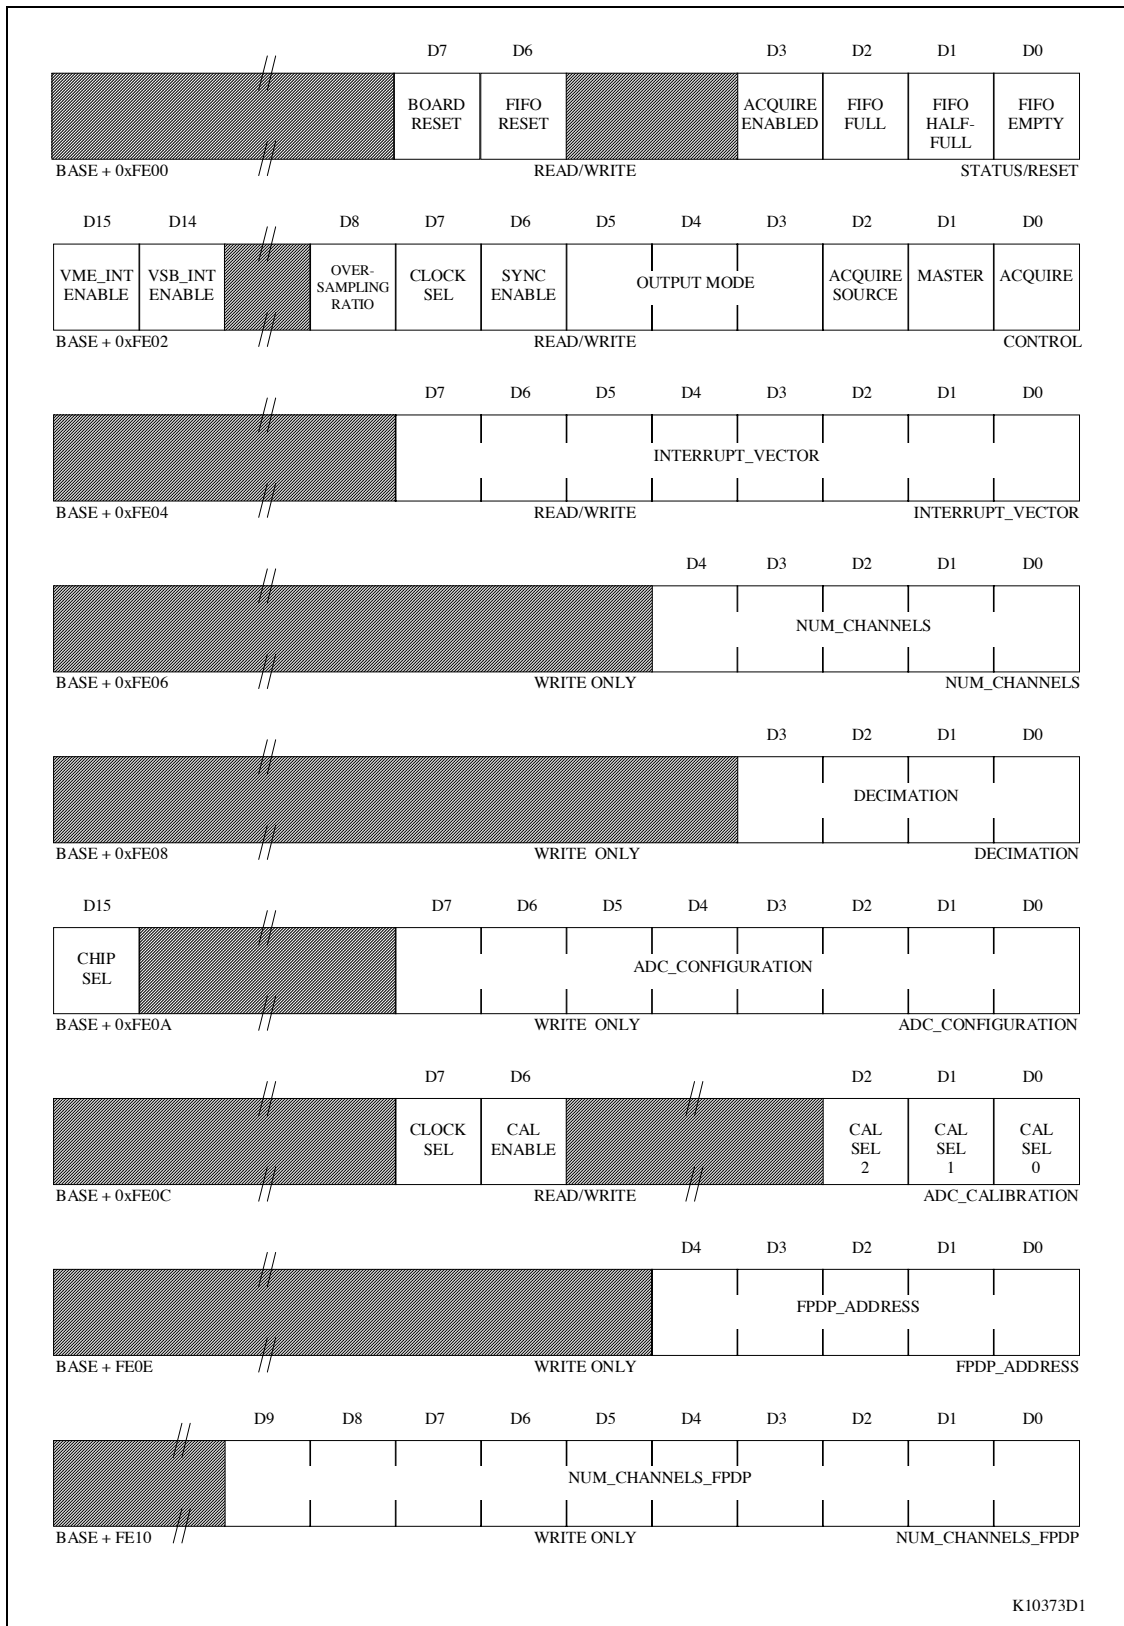 D7 D6 D3 D2 D1 D0
BOARD RESET FIFO RESET ACQUIRE ENABLED FIFO FULL FIFO HALF-FULL FIFO EMPTY
BASE + 0xFE00 READ/WRITE STATUS/RESET
D15 D14 D8 D7 D6 D5 D4 D3 D2 D1 D0
VME_INT ENABLE VSB_INT ENABLE OVER-SAMPLING RATIO CLOCK SEL SYNC ENABLE OUTPUT MODE ACQUIRE SOURCE MASTER ACQUIRE
BASE + 0xFE02 READ/WRITE CONTROL
D7 D6 D5 D4 D3 D2 D1 D0
INTERRUPT_VECTOR
BASE + 0xFE04 READ/WRITE INTERRUPT_VECTOR
D4 D3 D2 D1 D0
NUM_CHANNELS
BASE + 0xFE06 WRITE ONLY NUM_CHANNELS
D3 D2 D1 D0
DECIMATION
BASE + 0xFE08 WRITE ONLY DECIMATION
D15 D7 D6 D5 D4 D3 D2 D1 D0
CHIP SEL ADC_CONFIGURATION
BASE + 0xFE0A WRITE ONLY ADC_CONFIGURATION
D7 D6 D2 D1 D0
CLOCK SEL CAL ENABLE CAL SEL 2 CAL SEL 1 CAL SEL 0
BASE + 0xFE0C READ/WRITE ADC_CALIBRATION
D4 D3 D2 D1 D0
FPDP_ADDRESS
BASE + FE0E WRITE ONLY FPDP_ADDRESS
D9 D8 D7 D6 D5 D4 D3 D2 D1 D0
NUM_CHANNELS_FPDP
BASE + FE10 WRITE ONLY NUM_CHANNELS_FPDP
K10373D1